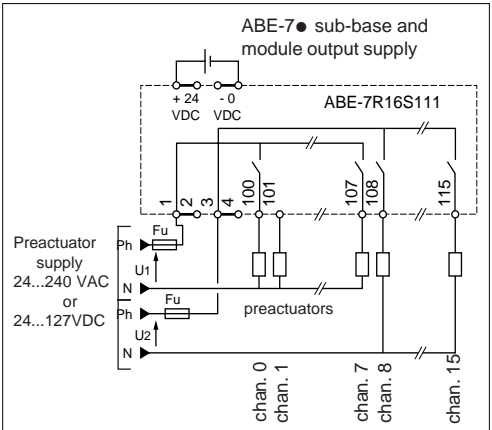 ABE-7● sub-base and
module output supply
+ 24
VDC
- 0
VDC
ABE-7R16S111
1
2
3
4
100
101
107
108
115
Preactuator
supply
24...240 VAC
or
24...127VDC
Ph
Fu
U1
N
Ph
Fu
U2
N
preactuators
chan. 0
chan. 1
chan. 7
chan. 8
chan. 15